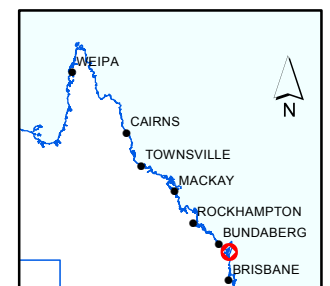 WEIPA
N
CAIRNS
TOWNSVILLE
MACKAY
ROCKHAMPTON
BUNDABERG
BRISBANE